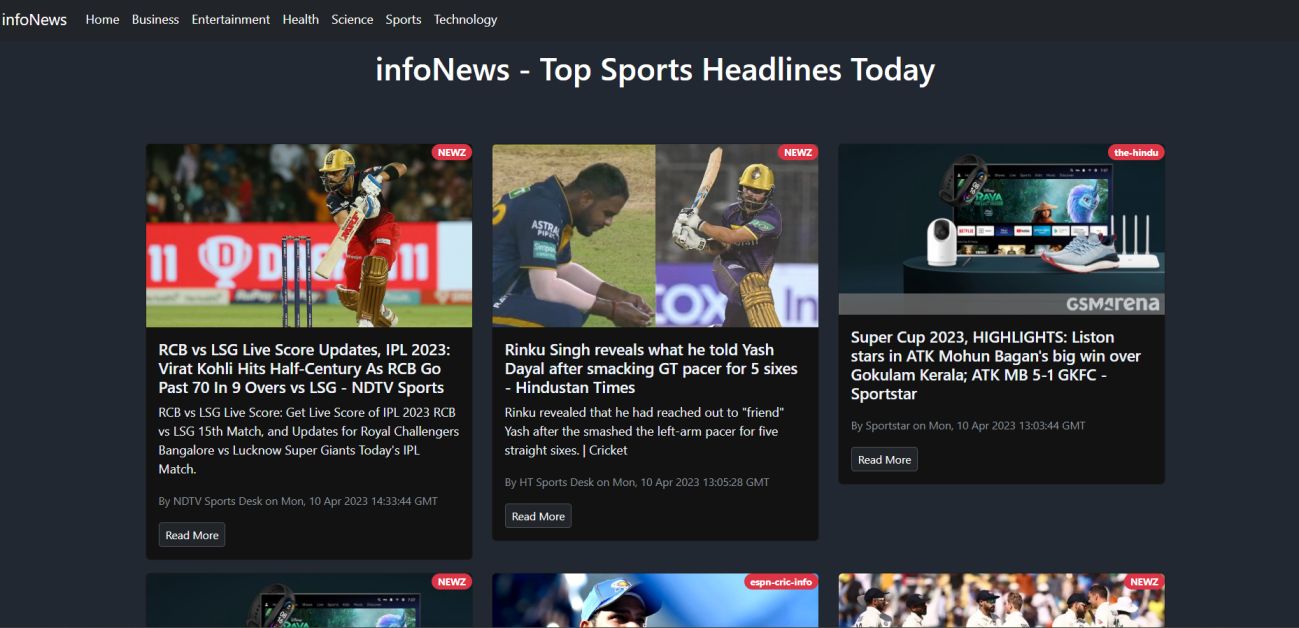 infoNews Home Business Entertainment Health Science Sports Technology
infoNews - Top Sports Headlines Today
NEWZ
RCB vs LSG Live Score Updates, IPL 2023:
Virat Kohli Hits Half-Century As RCB Go
Past 70 In 9 Overs vs LSG - NDTV Sports
RCB vs LSG Live Score: Get Live Score of IPL 2023 RCB
vs LSG 15th Match, and Updates for Royal Challengers
Bangalore vs Lucknow Super Giants Today's IPL
Match.
By NDTV Sports Desk on Mon, 10 Apr 2023 14:33:44 GMT
Read More
NEWZ
ASTRAL
Rinku Singh reveals what he told Yash
Dayal after smacking GT pacer for 5 sixes
- Hindustan Times
Rinku revealed that he had reached out to "friend"
Yash after the smashed the left-arm pacer for five
straight sixes. | Cricket
By HT Sports Desk on Mon, 10 Apr 2023 13:05:28 GMT
Read More
the-hindu
RAYA
NETFLIX
GSMArena
Super Cup 2023, HIGHLIGHTS: Liston
stars in ATK Mohun Bagan's big win over
Gokulam Kerala; ATK MB 5-1 GKFC -
Sportstar
By Sportstar on Mon, 10 Apr 2023 13:03:44 GMT
Read More
NEWZ
espn-cric-info
NEWZ